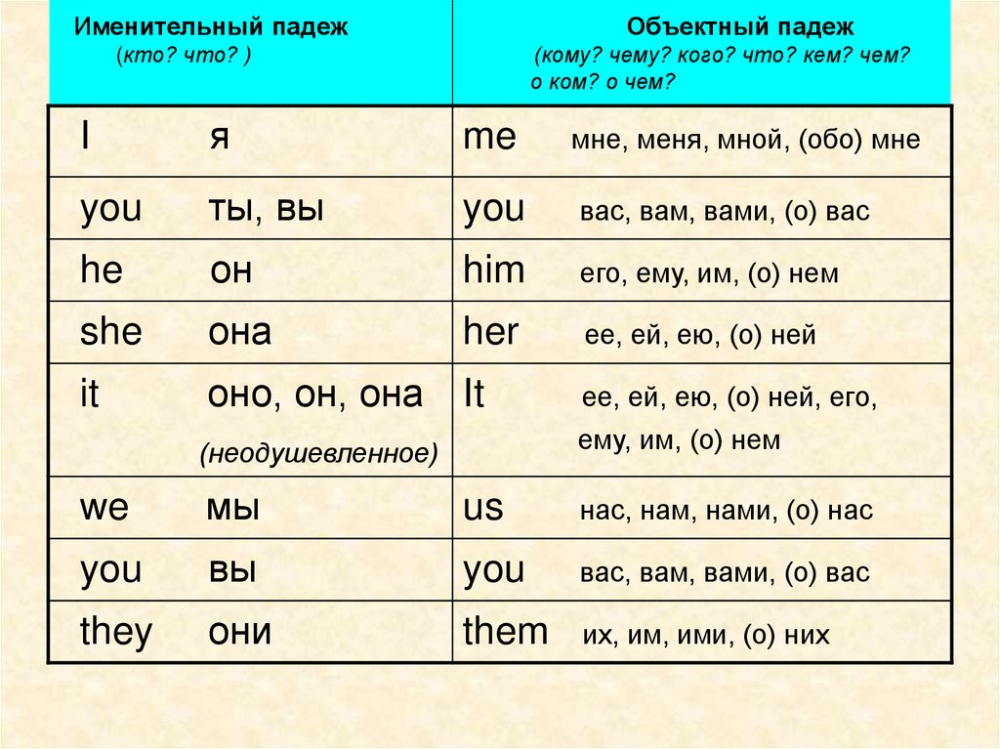 Именительный падеж
(кто? что? )
Объектный падеж
(кому? чему? кого? что? кем? чем?
о ком? о чем?
I я me мне, меня, мной, (обо) мне
you ты, вы you вас, вам, вами, (о) вас
he он him его, ему, им, (о) нем
she она her ее, ей, ею, (о) ней
it оно, он, она It ее, ей, ею, (о) ней, его,
(неодушевленное) ему, им, (о) нем
we мы us нас, нам, нами, (о) нас
you вы you вас, вам, вами, (о) вас
they они them их, им, ими, (о) них